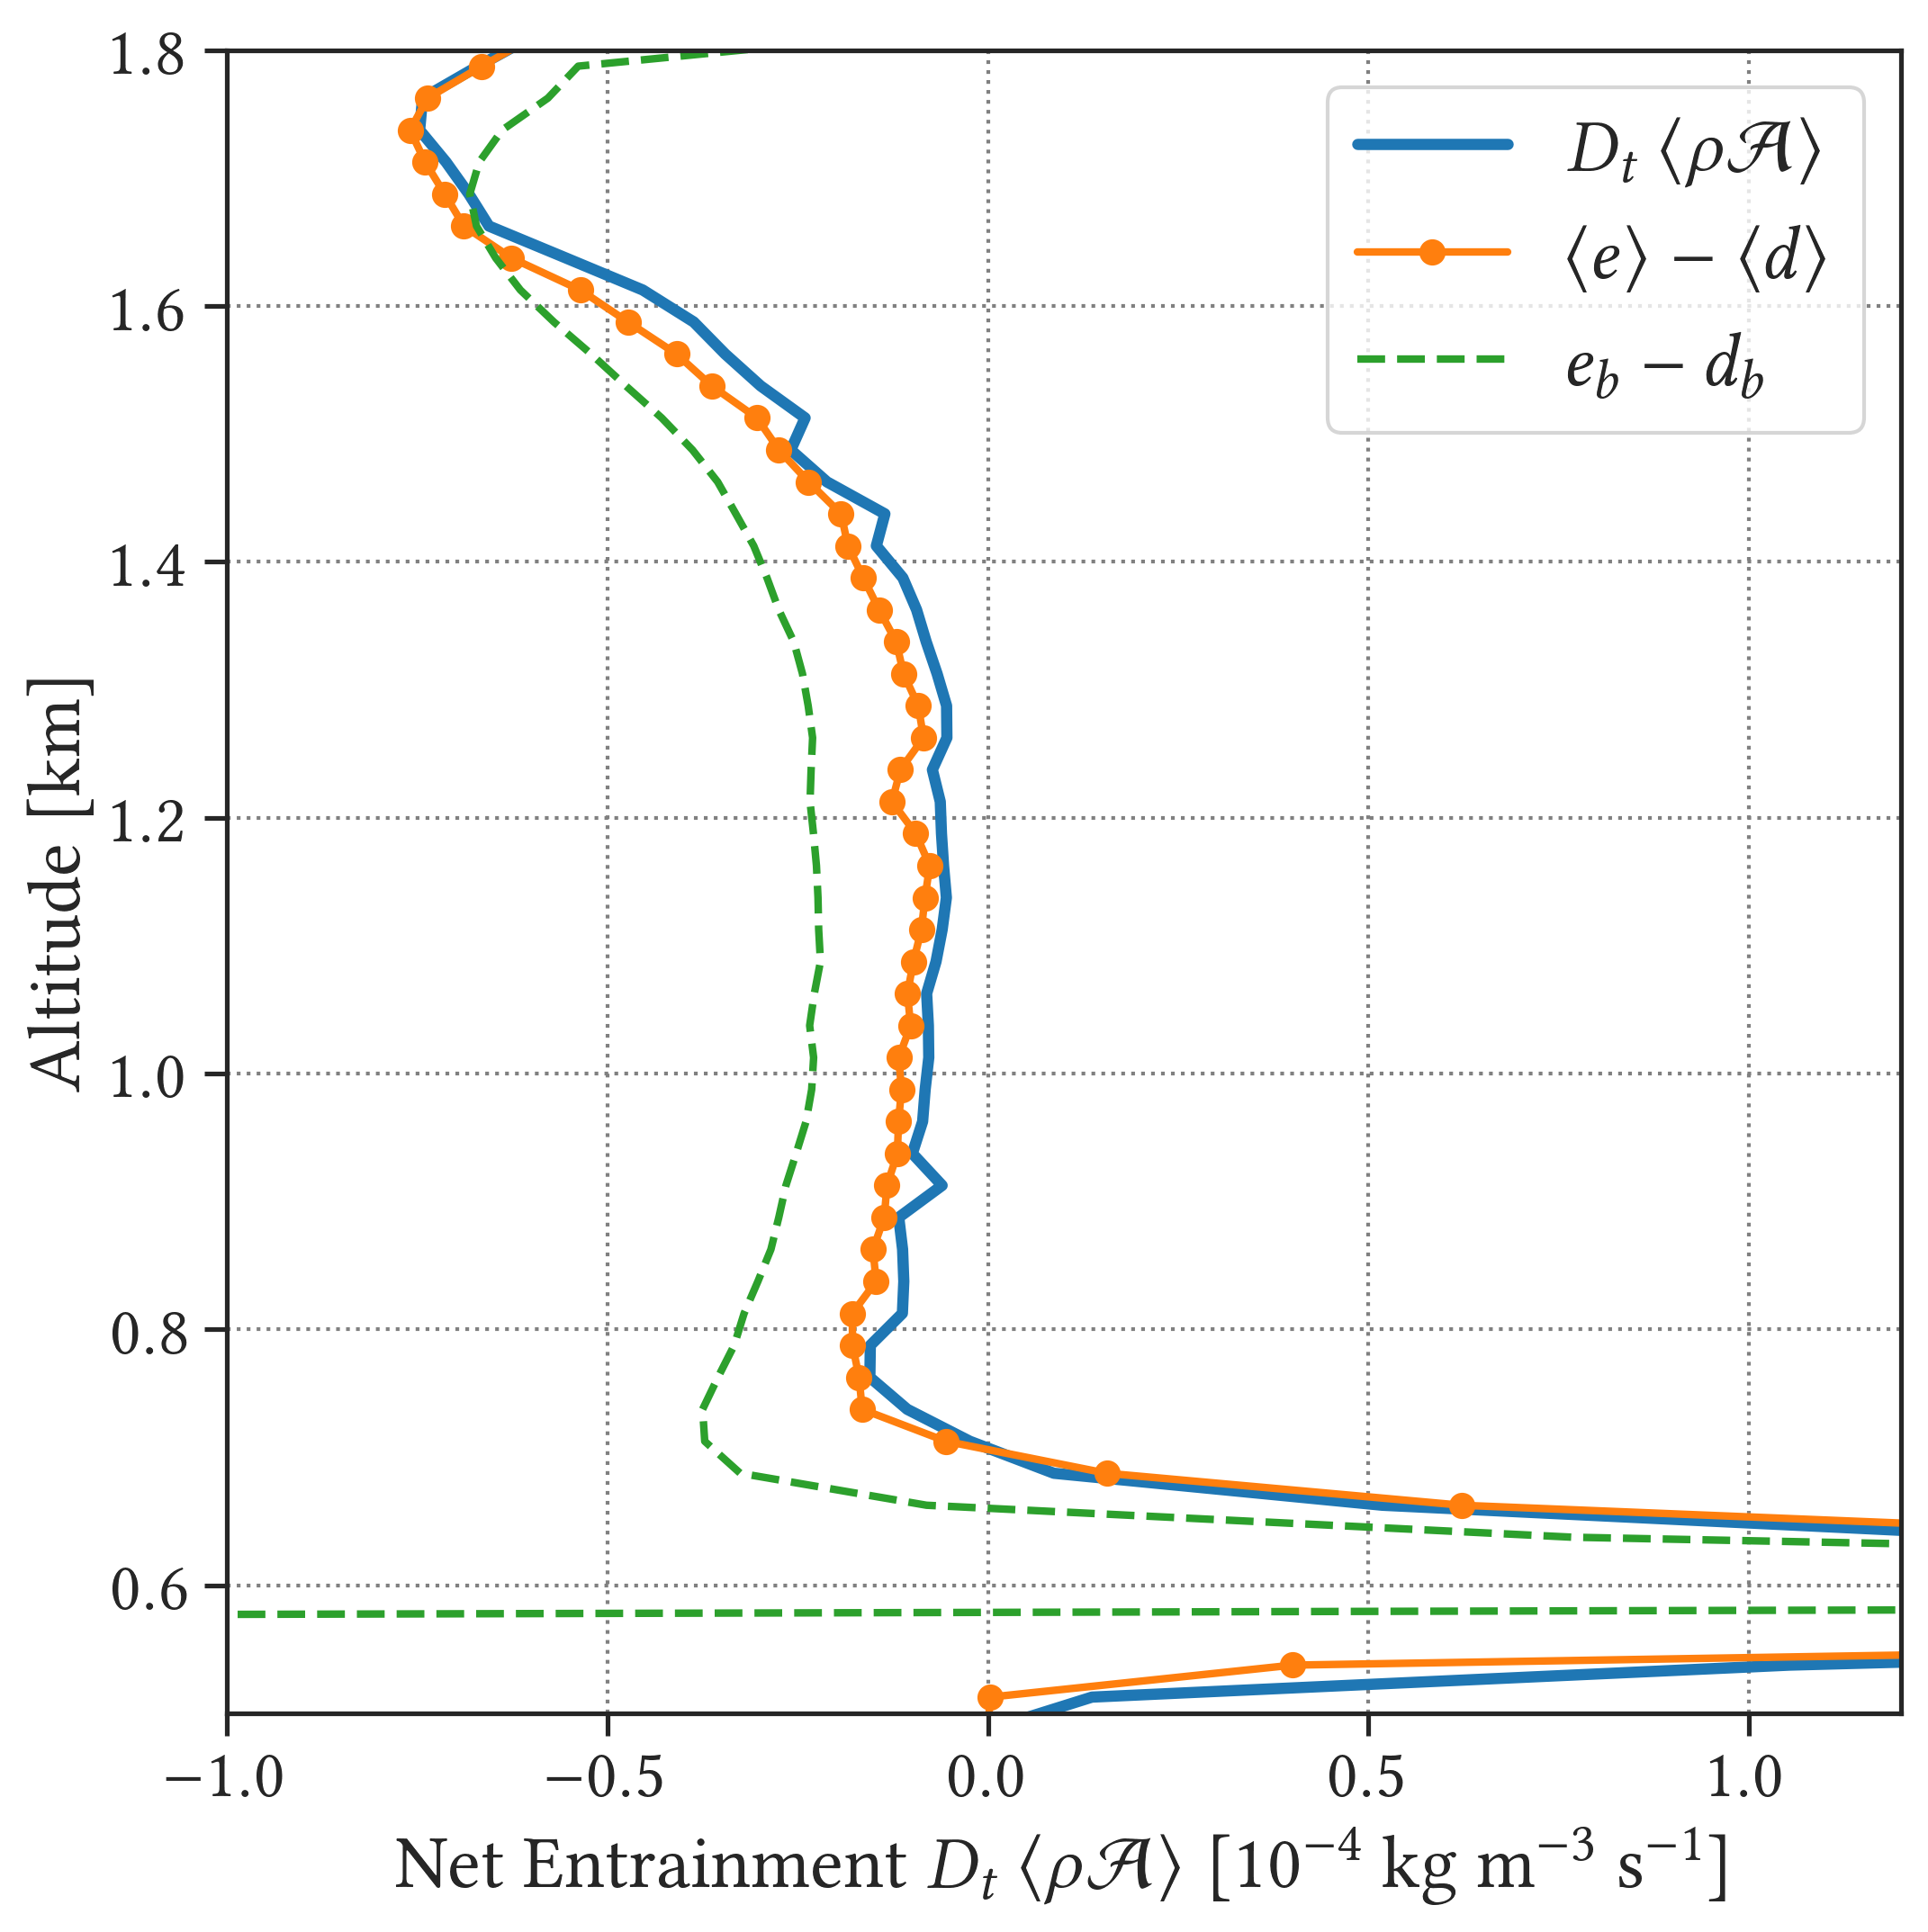 1.8
1.6
1.4
1.2
1.0
0.8
0.6
Altitude [km]
D_t ⟨ρ𝒜⟩
⟨e⟩ − ⟨d⟩
e_b − d_b
−1.0 −0.5 0.0 0.5 1.0
Net Entrainment D_t ⟨ρ𝒜⟩ [10⁻⁴ kg m⁻³ s⁻¹]